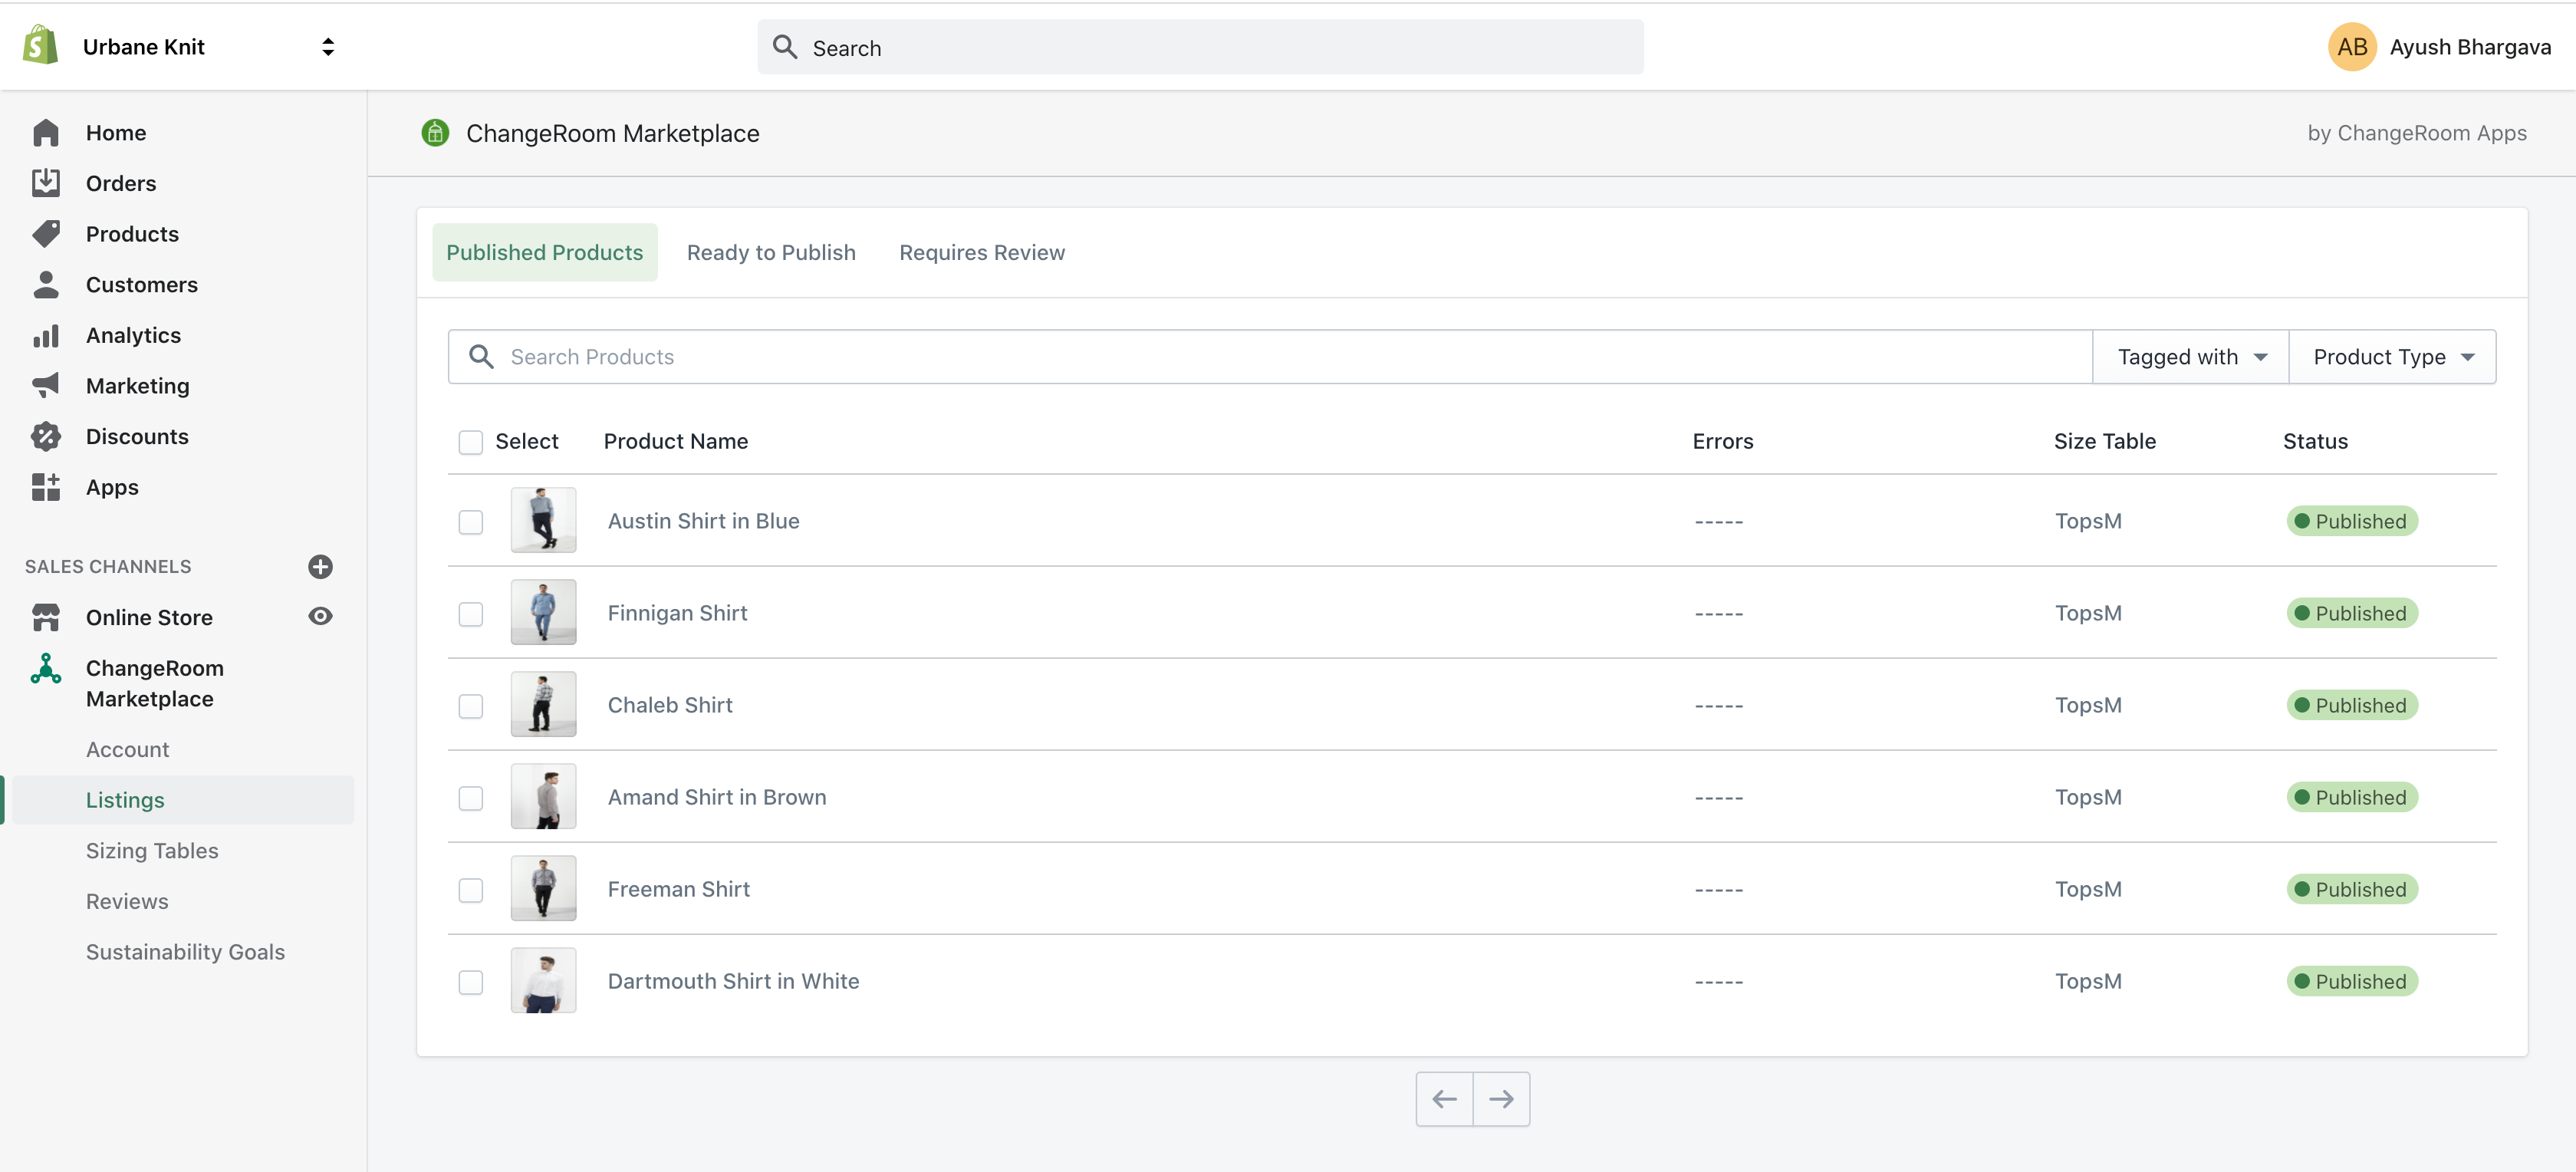 Urbane Knit
Search
AB Ayush Bhargava
Home
Orders
Products
Customers
Analytics
Marketing
Discounts
Apps
SALES CHANNELS
Online Store
ChangeRoom
Marketplace
Account
Listings
Sizing Tables
Reviews
Sustainability Goals
ChangeRoom Marketplace
by ChangeRoom Apps
Published Products Ready to Publish Requires Review
Search Products Tagged with Product Type
Select Product Name Errors Size Table Status
Austin Shirt in Blue ----- TopsM Published
Finnigan Shirt ----- TopsM Published
Chaleb Shirt ----- TopsM Published
Amand Shirt in Brown ----- TopsM Published
Freeman Shirt ----- TopsM Published
Dartmouth Shirt in White ----- TopsM Published